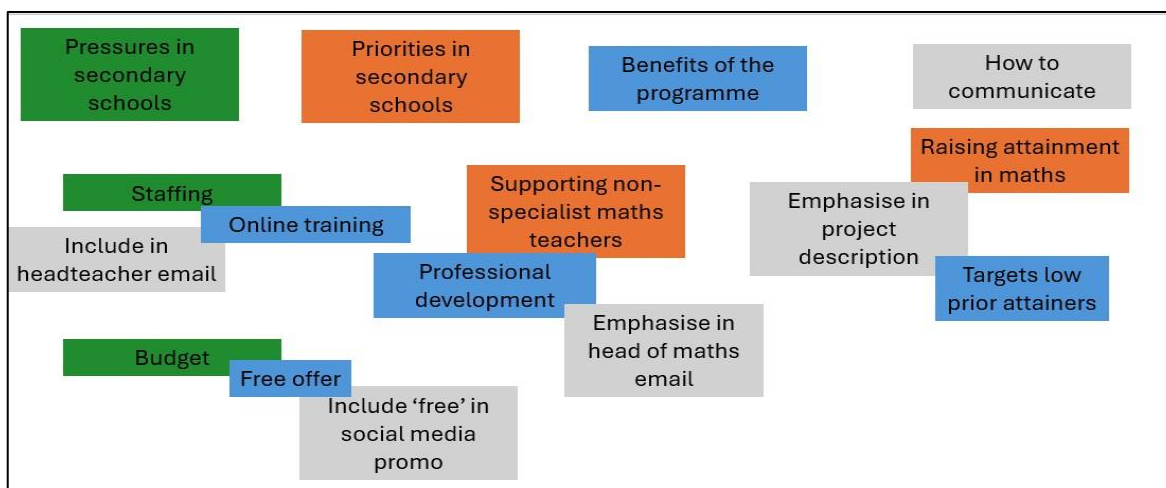 Pressures in
secondary
schools
Priorities in
secondary
schools
Benefits of the
programme
How to
communicate
Staffing
Online training
Include in
headteacher email
Supporting non-
specialist maths
teachers
Professional
development
Emphasise in
head of maths
email
Raising attainment
in maths
Emphasise in
project
description
Targets low
prior attainers
Budget
Free offer
Include ‘free’ in
social media
promo